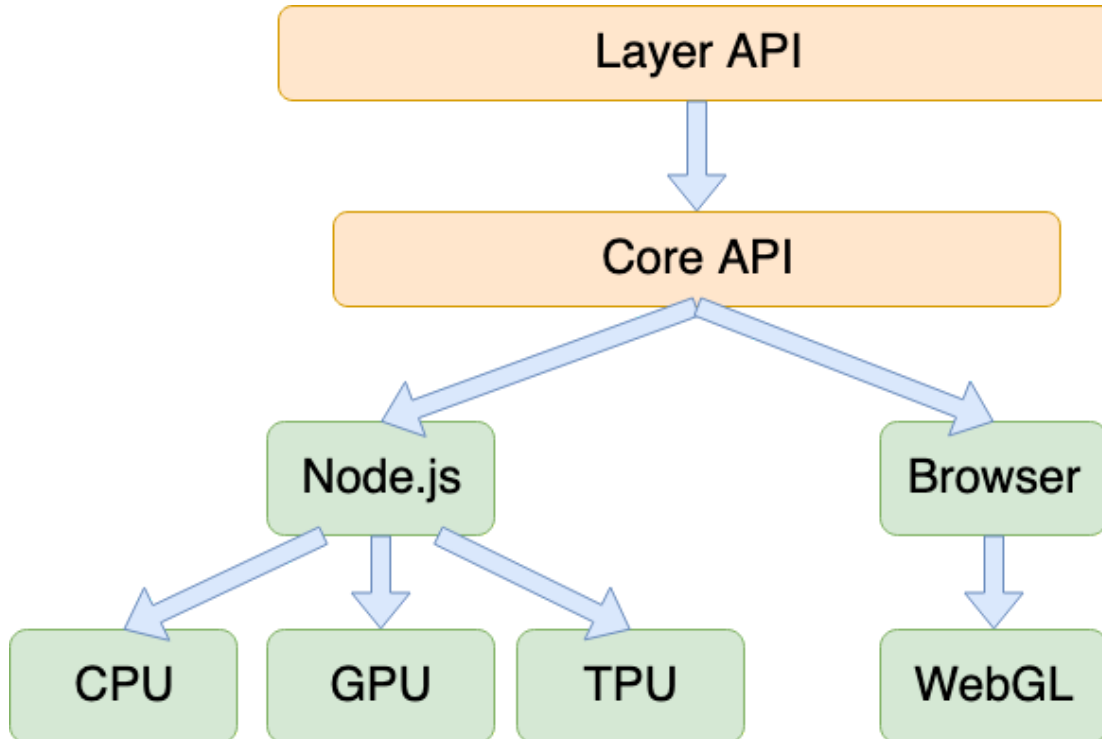 Layer API
Core API
Node.js
Browser
CPU
GPU
TPU
WebGL